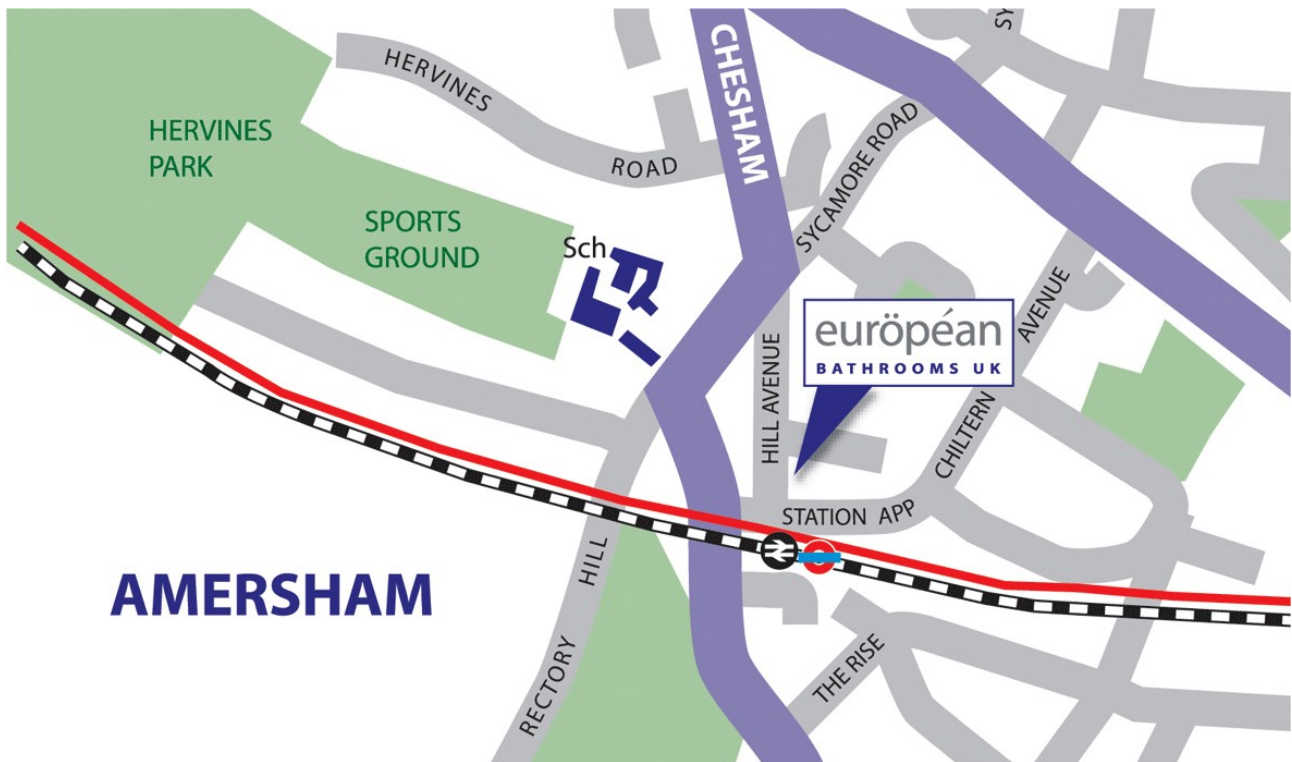 SY
HERVINES
CHESHAM
HERVINES
PARK
ROAD
SYCAMORE ROAD
SPORTS
GROUND
Sch
européan
BATHROOMS UK
AVENUE
HILL AVENUE
CHILTERN
STATION APP
AMERSHAM
HILL
RECTORY
THE RISE